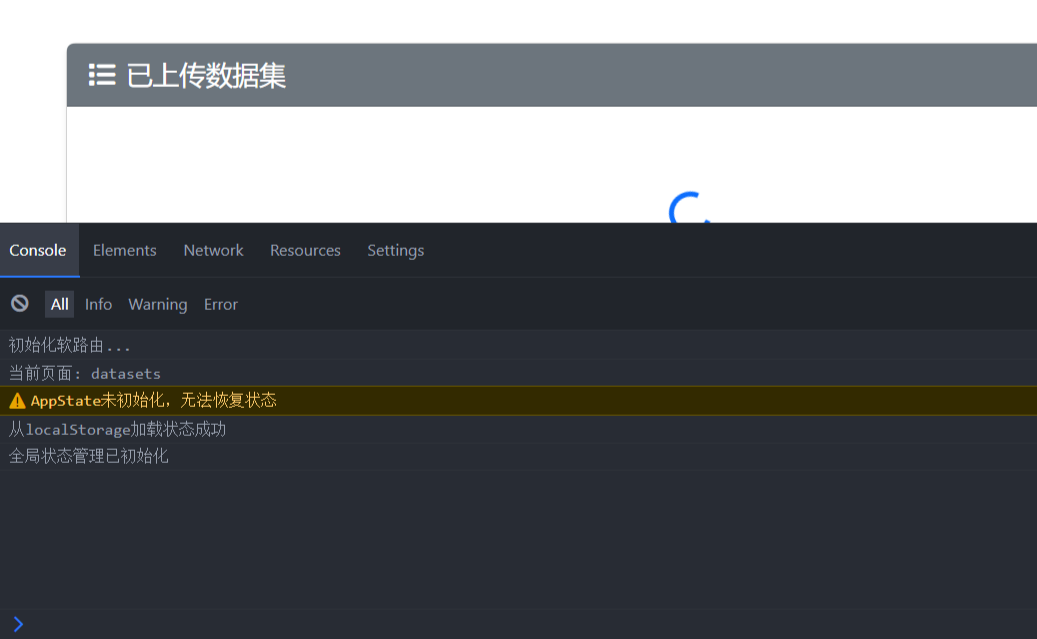 已上传数据集
Console Elements Network Resources Settings
All Info Warning Error
初始化软路由...
当前页面: datasets
AppState未初始化，无法恢复状态
从localStorage加载状态成功
全局状态管理已初始化